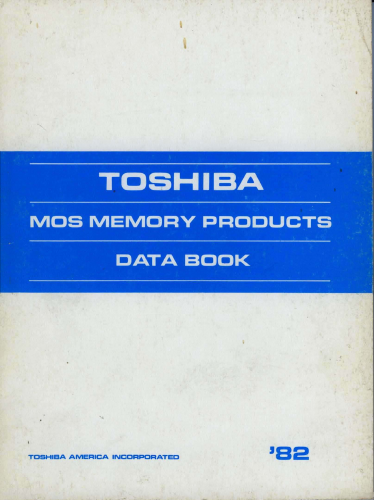 TOSHIBA
MOS MEMORY PRODUCTS
DATA BOOK
TOSHIBA AMERICA INCORPORATED
'82